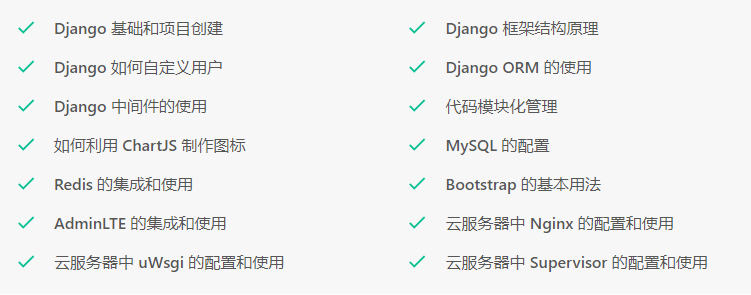 Django 基础和项目创建
Django 框架结构原理
Django 如何自定义用户
Django ORM 的使用
Django 中间件的使用
代码模块化管理
如何利用 ChartJS 制作图标
MySQL 的配置
Redis 的集成和使用
Bootstrap 的基本用法
AdminLTE 的集成和使用
云服务器中 Nginx 的配置和使用
云服务器中 uWsgi 的配置和使用
云服务器中 Supervisor 的配置和使用